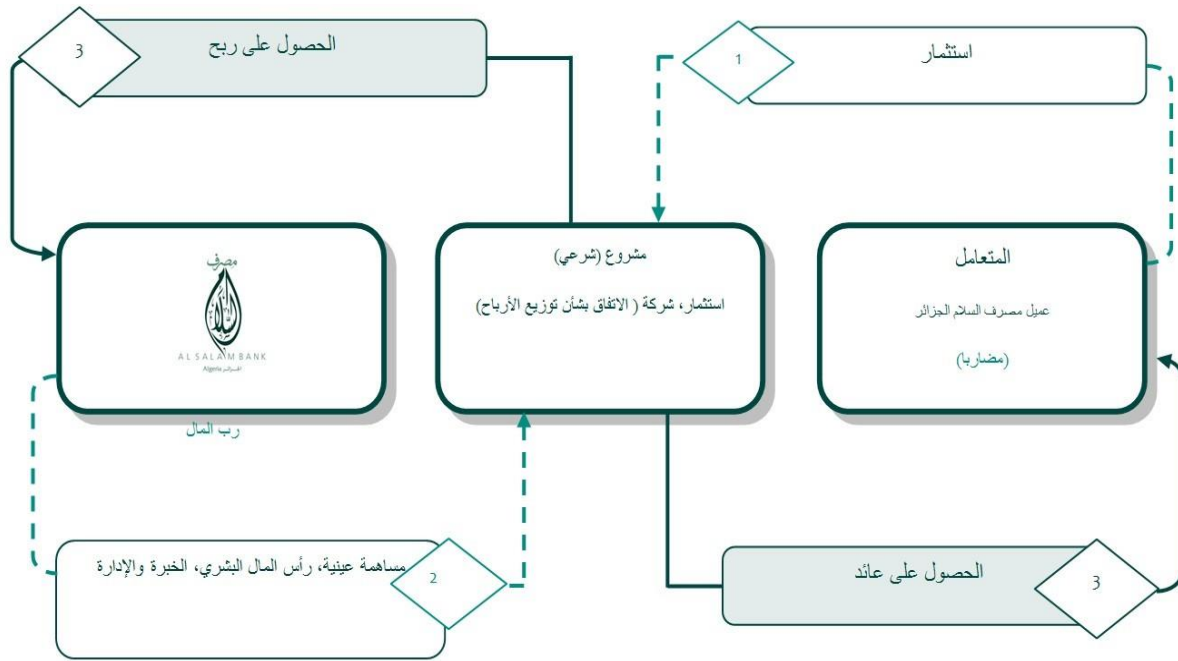 استثمار
1
الحصول على ربح
3
المتعامل
عميل مصرف السلام الجزائر
(مضاربا)
مشروع (شرعي)
استثمار، شركة ( الاتفاق بشأن توزيع الأرباح)
مصرف
السلام
AL SALAM BANK
Algeria الجزائر
رب المال
مساهمة عينية، رأس المال البشري، الخبرة والإدارة
2
الحصول على عائد
3